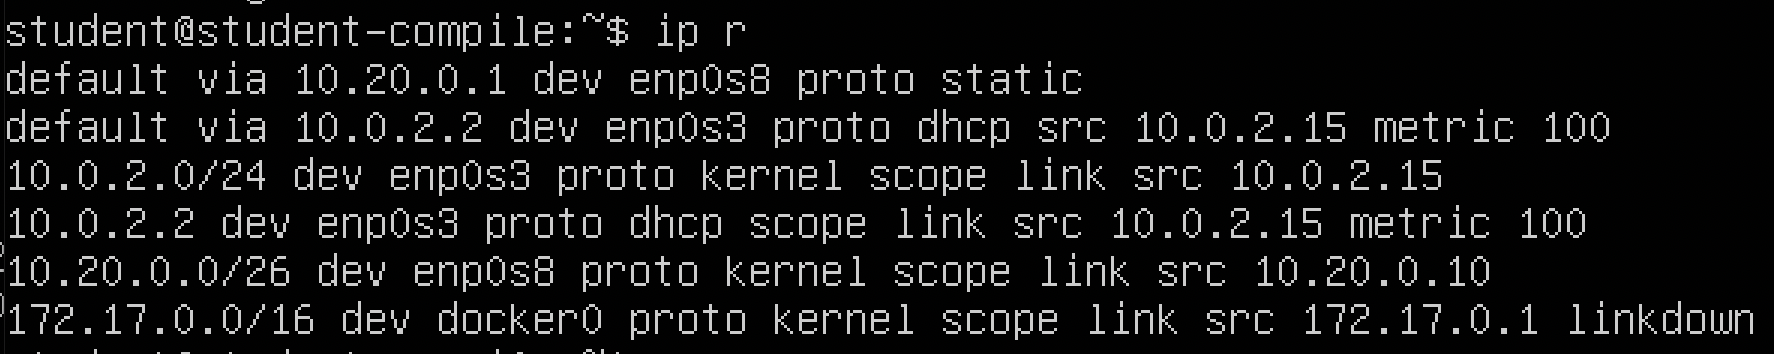 student@student-compile:~$ ip r
default via 10.20.0.1 dev enp0s8 proto static
default via 10.0.2.2 dev enp0s3 proto dhcp src 10.0.2.15 metric 100
10.0.2.0/24 dev enp0s3 proto kernel scope link src 10.0.2.15
10.0.2.2 dev enp0s3 proto dhcp scope link src 10.0.2.15 metric 100
10.20.0.0/26 dev enp0s8 proto kernel scope link src 10.20.0.10
172.17.0.0/16 dev docker0 proto kernel scope link src 172.17.0.1 linkdown